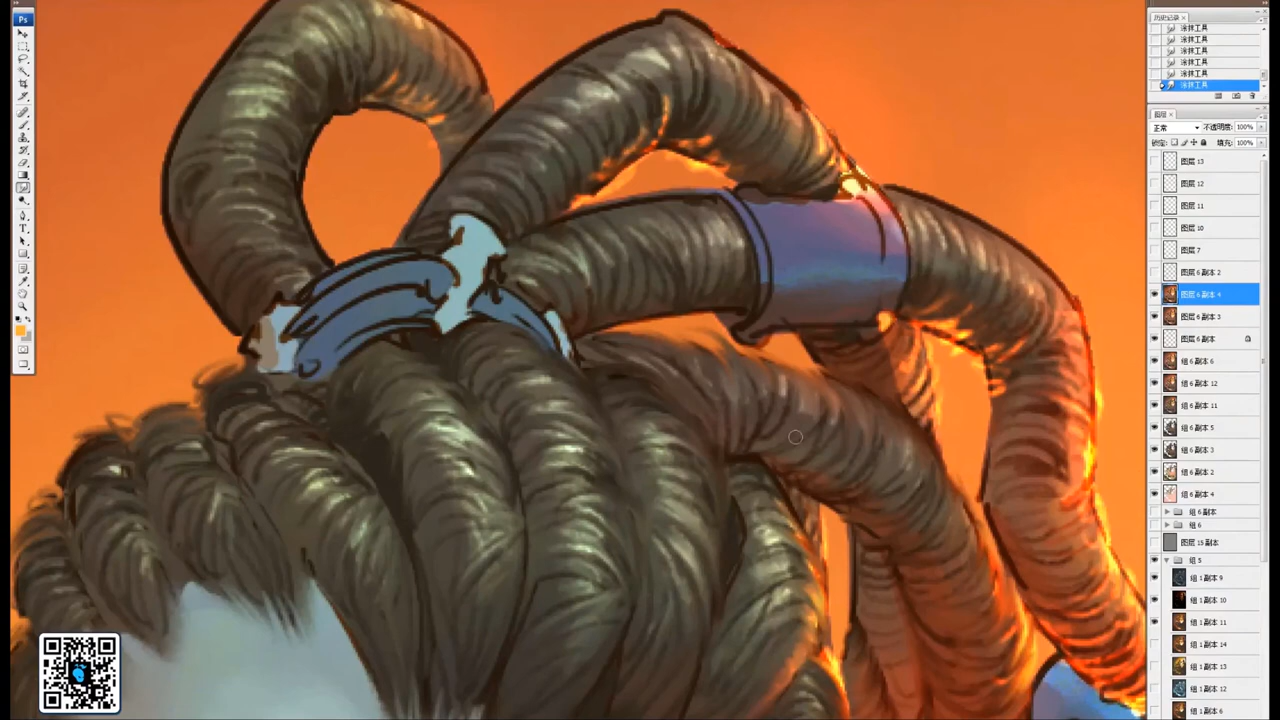 Ps
历史记录
涂抹工具
涂抹工具
涂抹工具
涂抹工具
涂抹工具
涂抹工具
图层
正常
不透明度: 100%
锁定:
填充: 100%
图层 13
图层 12
图层 11
图层 10
图层 7
图层 6 副本 2
图层 6 副本 4
图层 6 副本 3
图层 6 副本
组 6 副本 6
组 6 副本 12
组 6 副本 11
组 6 副本 5
组 6 副本 3
组 6 副本 2
组 6 副本 4
组 6 副本
组 6
图层 15 副本
组 5
组 1 副本 9
组 1 副本 10
组 1 副本 11
组 1 副本 14
组 1 副本 13
组 1 副本 12
组 1 副本 6